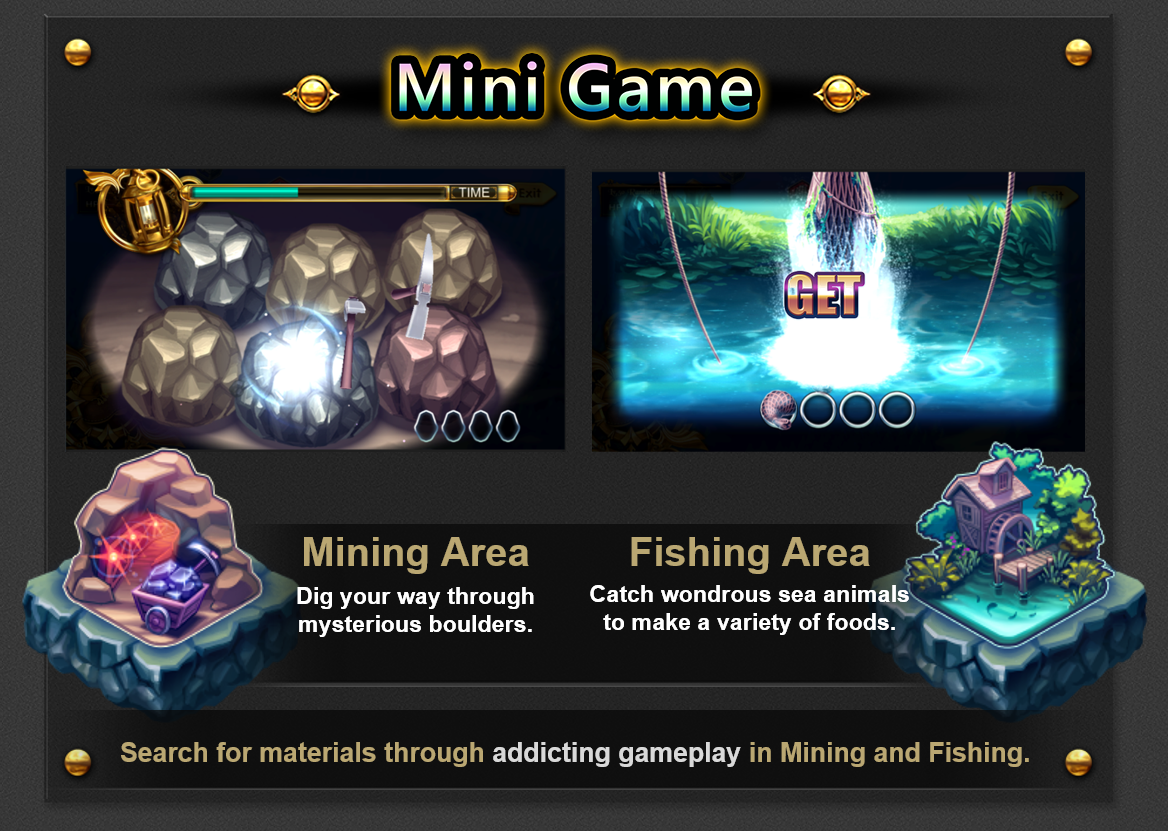 Mini Game
TIME
Exit
Exit
GET
Mining Area
Dig your way through
mysterious boulders.
Fishing Area
Catch wondrous sea animals
to make a variety of foods.
Search for materials through addicting gameplay in Mining and Fishing.